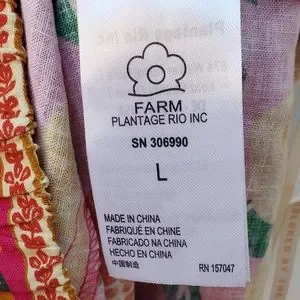 FARM
PLANTAGE RIO INC
SN 306990
L
MADE IN CHINA
FABRIQUÉ EN CHINE
FABRICADO NA CHINA
HECHO EN CHINA
中国制造
RN 157047